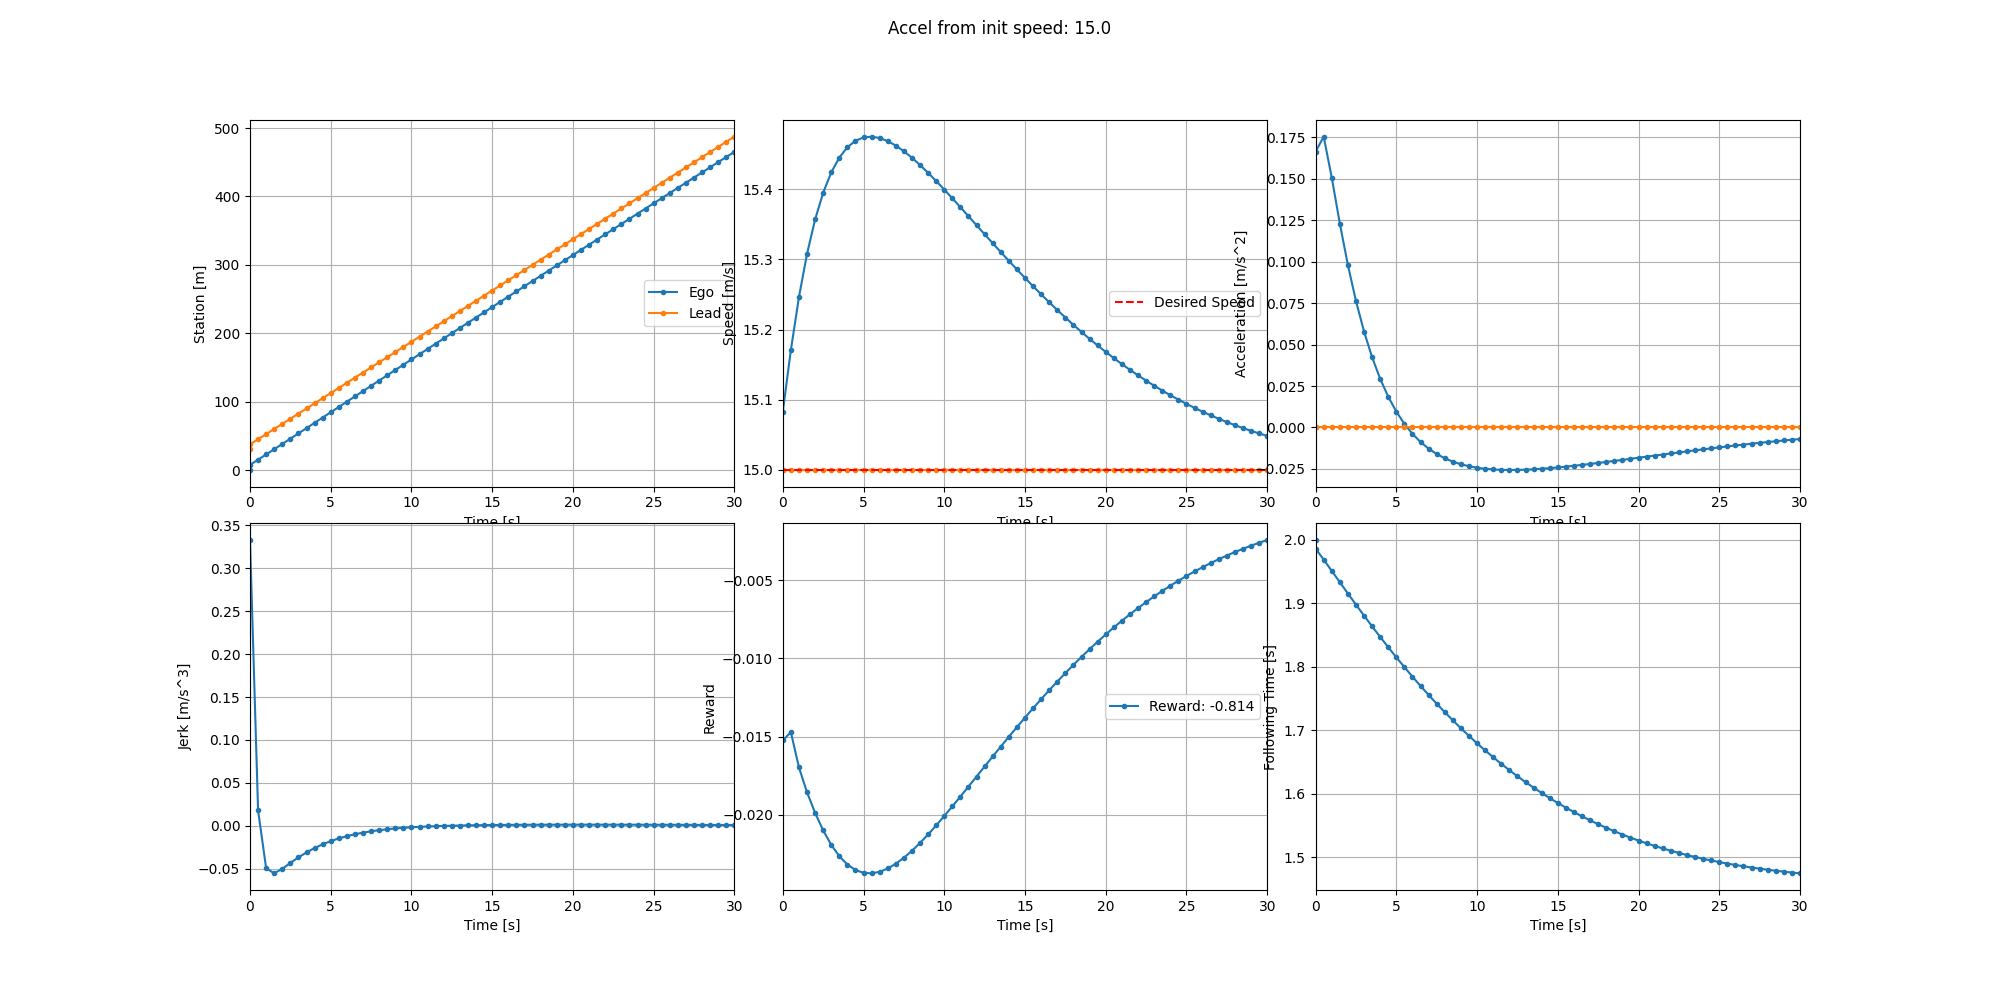 Accel from init speed: 15.0
500
400
300
200
100
0
Station [m]
Ego
Lead
0 5 10 15 20 25 30
Time [s]
15.4
15.3
15.2
15.1
15.0
Speed [m/s]
Desired Speed
0 5 10 15 20 25 30
Time [s]
0.175
0.150
0.125
0.100
0.075
0.050
0.025
0.000
0.025
Acceleration [m/s^2]
0 5 10 15 20 25 30
Time [s]
0.35
0.30
0.25
0.20
0.15
0.10
0.05
0.00
−0.05
Jerk [m/s^3]
0 5 10 15 20 25 30
Time [s]
−0.005
−0.010
−0.015
−0.020
Reward
Reward: -0.814
0 5 10 15 20 25 30
Time [s]
2.0
1.9
1.8
1.7
1.6
1.5
Following Time [s]
0 5 10 15 20 25 30
Time [s]